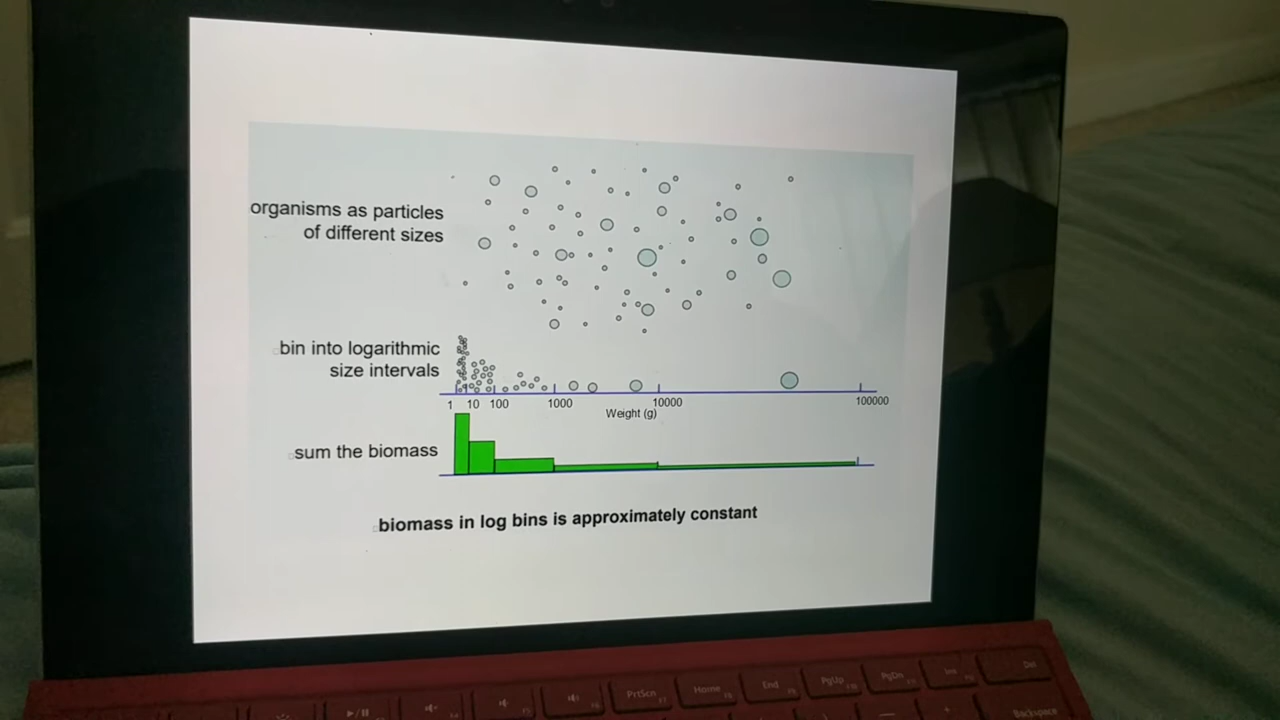 organisms as particles
of different sizes
bin into logarithmic
size intervals
1 10 100 1000 10000 100000
Weight (g)
sum the biomass
biomass in log bins is approximately constant
PrtScn Home End PgUp PgDn Ins Del
Backspace